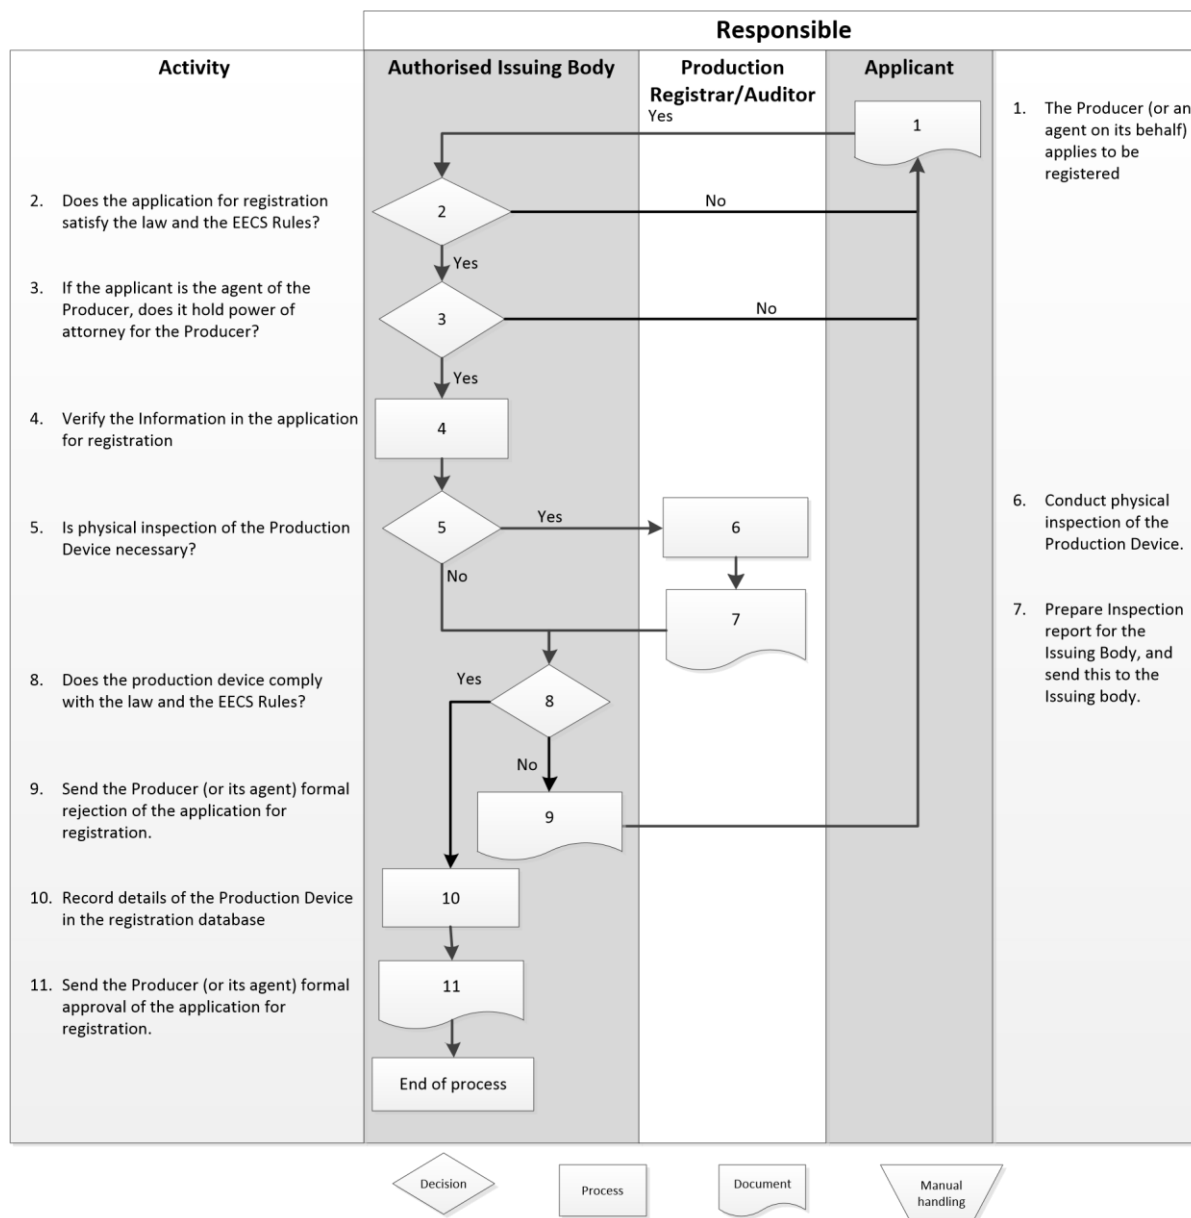 Responsible
Activity
Authorised Issuing Body
Production
Registrar/Auditor
Applicant
Yes
1
1. The Producer (or an
agent on its behalf)
applies to be
registered
2. Does the application for registration
satisfy the law and the EECS Rules?
2
No
Yes
3. If the applicant is the agent of the
Producer, does it hold power of
attorney for the Producer?
3
No
Yes
4. Verify the Information in the application
for registration
4
5. Is physical inspection of the Production
Device necessary?
5
Yes
6
6. Conduct physical
inspection of the
Production Device.
No
7
7. Prepare Inspection
report for the
Issuing Body, and
send this to the
Issuing body.
8. Does the production device comply
with the law and the EECS Rules?
Yes
8
No
9. Send the Producer (or its agent) formal
rejection of the application for
registration.
9
10. Record details of the Production Device
in the registration database
10
11. Send the Producer (or its agent) formal
approval of the application for
registration.
11
End of process
Decision
Process
Document
Manual
handling